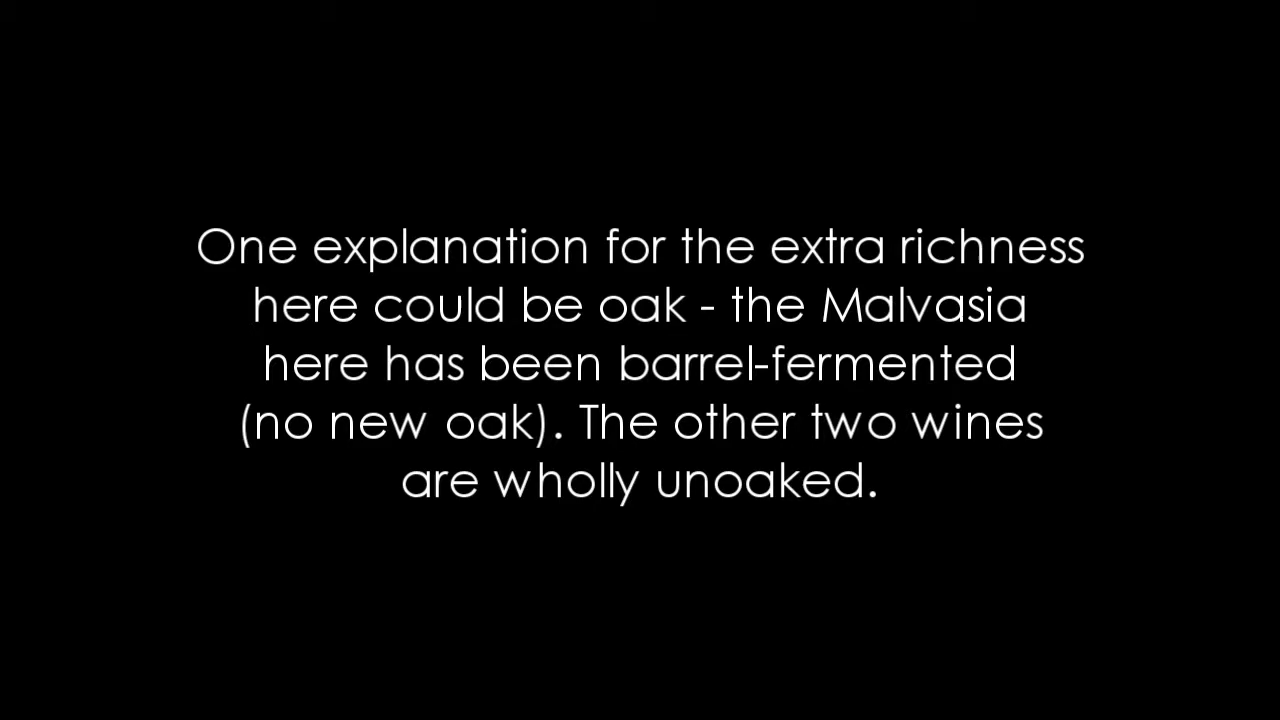 One explanation for the extra richness
here could be oak - the Malvasia
here has been barrel-fermented
(no new oak). The other two wines
are wholly unoaked.